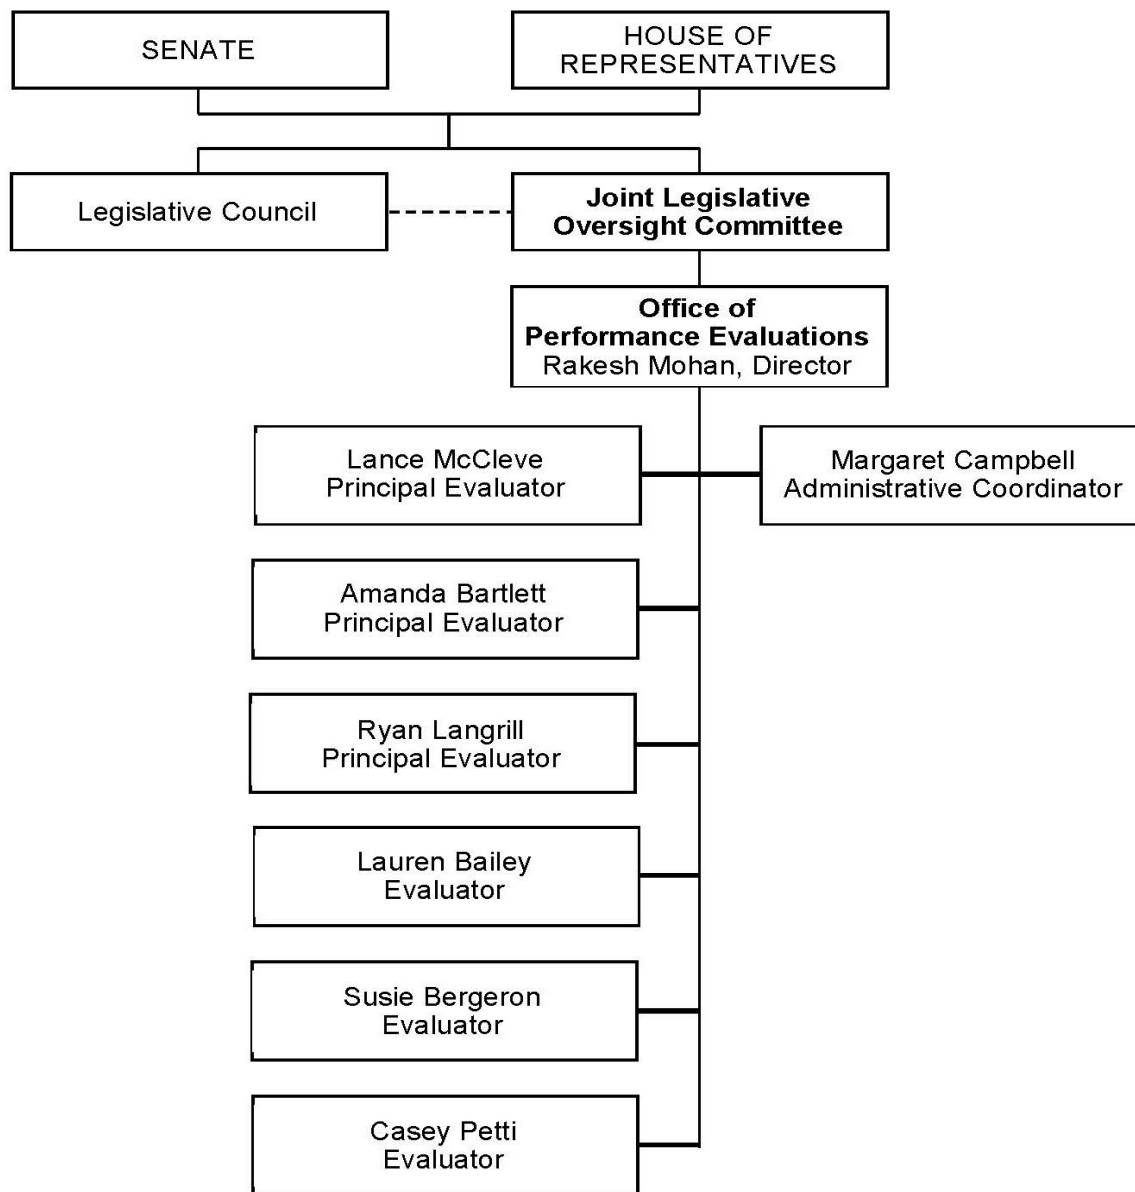 SENATE
HOUSE OF
REPRESENTATIVES
Legislative Council
Joint Legislative
Oversight Committee
Office of
Performance Evaluations
Rakesh Mohan, Director
Lance McCleve
Principal Evaluator
Margaret Campbell
Administrative Coordinator
Amanda Bartlett
Principal Evaluator
Ryan Langrill
Principal Evaluator
Lauren Bailey
Evaluator
Susie Bergeron
Evaluator
Casey Petti
Evaluator